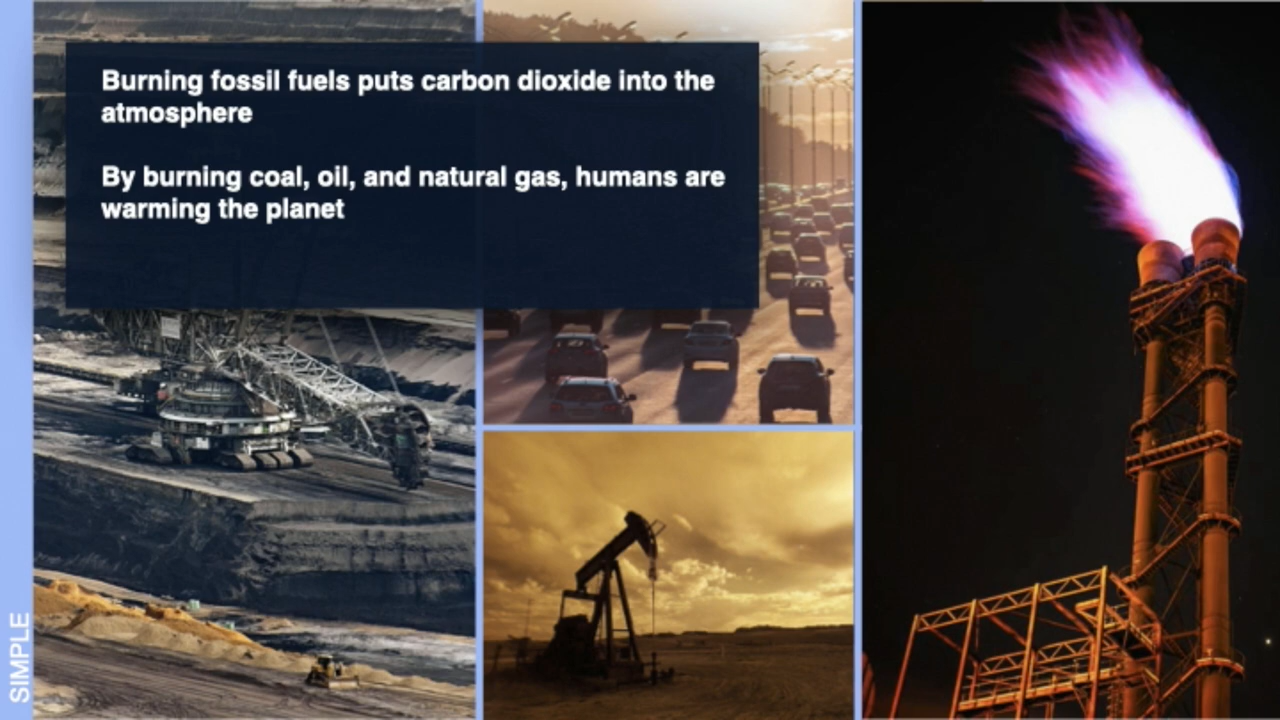 Burning fossil fuels puts carbon dioxide into the
atmosphere
By burning coal, oil, and natural gas, humans are
warming the planet
SIMPLE